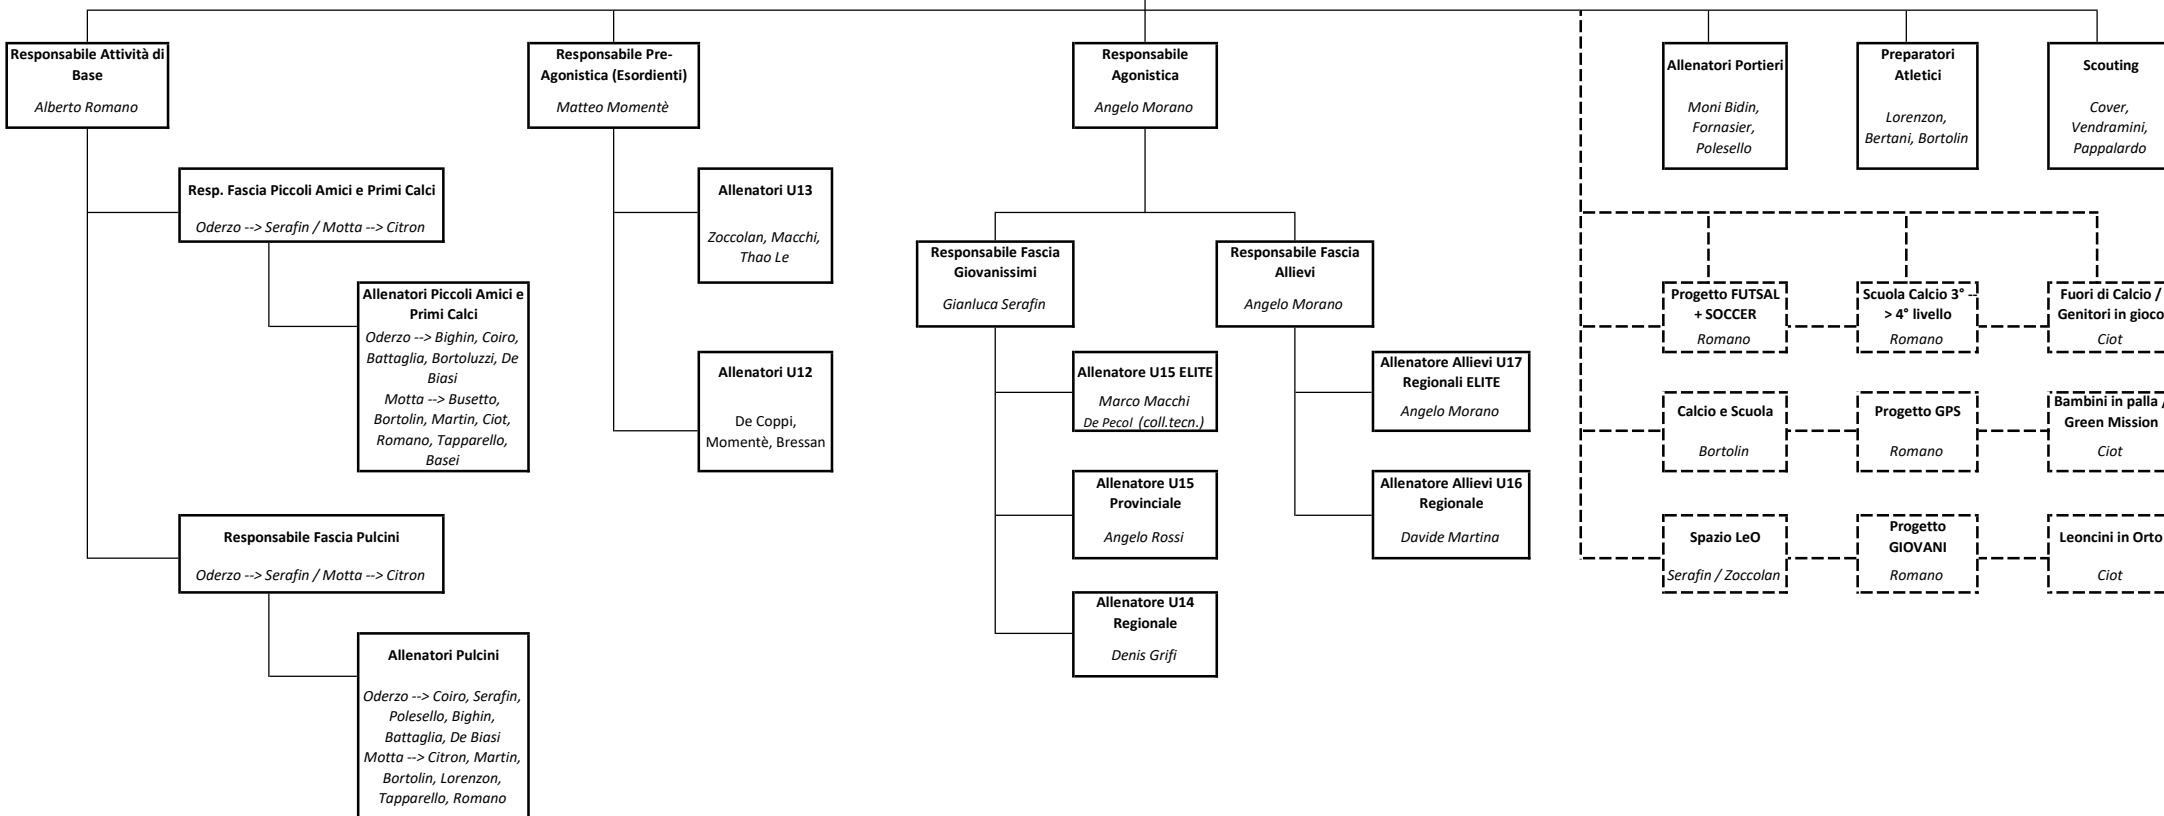 Responsabile Attività di
Base
Alberto Romano
Responsabile Pre-
Agonistica (Esordienti)
Matteo Momentè
Responsabile
Agonistica
Angelo Morano
Allenatori Portieri
Moni Bidin,
Fornasier,
Polesello
Preparatori
Atletici
Lorenzon,
Bertani, Bortolin
Scouting
Cover,
Vendramini,
Pappalardo
Resp. Fascia Piccoli Amici e Primi Calci
Oderzo --> Serafin / Motta --> Citron
Allenatori Piccoli Amici e
Primi Calci
Oderzo --> Bighin, Coiro,
Battaglia, Bortoluzzi, De
Biasi
Motta --> Busetto,
Bortolin, Martin, Ciot,
Romano, Tapparello,
Basei
Responsabile Fascia Pulcini
Oderzo --> Serafin / Motta --> Citron
Allenatori Pulcini
Oderzo --> Coiro, Serafin,
Polesello, Bighin,
Battaglia, De Biasi
Motta --> Citron, Martin,
Bortolin, Lorenzon,
Tapparello, Romano
Allenatori U13
Zoccolan, Macchi,
Thao Le
Allenatori U12
De Coppi,
Momentè, Bressan
Responsabile Fascia
Giovanissimi
Gianluca Serafin
Allenatore U15 ELITE
Marco Macchi
De Pecol (coll.tecn.)
Allenatore U15
Provinciale
Angelo Rossi
Allenatore U14
Regionale
Denis Grifi
Responsabile Fascia
Allievi
Angelo Morano
Allenatore Allievi U17
Regionali ELITE
Angelo Morano
Allenatore Allievi U16
Regionale
Davide Martina
Progetto FUTSAL
+ SOCCER
Romano
Scuola Calcio 3° --
> 4° livello
Romano
Fuori di Calcio /
Genitori in gioco
Ciot
Calcio e Scuola
Bortolin
Progetto GPS
Romano
Bambini in palla /
Green Mission
Ciot
Spazio LeO
Serafin / Zoccolan
Progetto
GIOVANI
Romano
Leoncini in Orto
Ciot